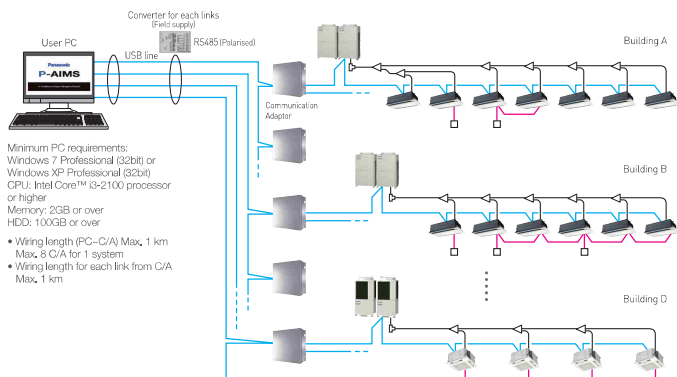 Converter for each links
(Field supply)
User PC
RS485 (Polarised)
USB line
Panasonic
P-AIMS
Communication
Adaptor
Building A
Building B
Building D
Minimum PC requirements:
Windows 7 Professional (32bit) or
Windows XP Professional (32bit)
CPU: Intel Core™ i3-2100 processor
or higher
Memory: 2GB or over
HDD: 100GB or over
• Wiring length (PC~C/A) Max. 1 km
Max. 8 C/A for 1 system
• Wiring length for each link from C/A
Max. 1 km